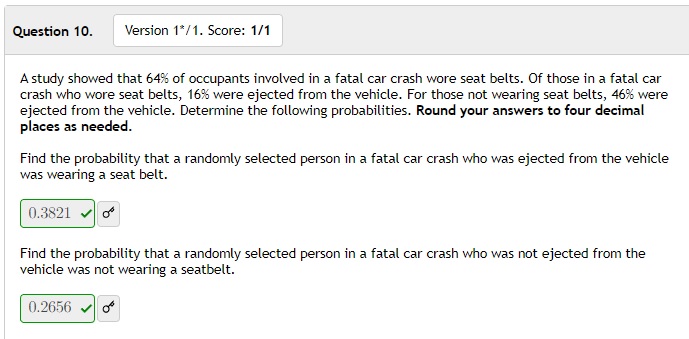 Question 10.
Version 1*/1. Score: 1/1
A study showed that 64% of occupants involved in a fatal car crash wore seat belts. Of those in a fatal car
crash who wore seat belts, 16% were ejected from the vehicle. For those not wearing seat belts, 46% were
ejected from the vehicle. Determine the following probabilities. Round your answers to four decimal
places as needed.
Find the probability that a randomly selected person in a fatal car crash who was ejected from the vehicle
was wearing a seat belt.
0.3821
Find the probability that a randomly selected person in a fatal car crash who was not ejected from the
vehicle was not wearing a seatbelt.
0.2656